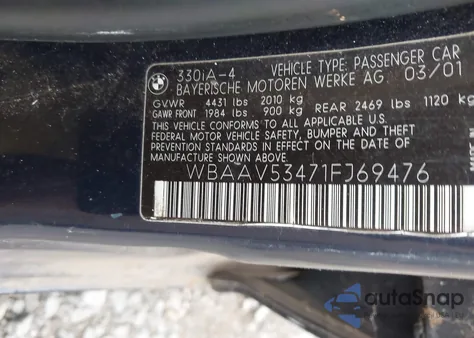 330iA-4 VEHICLE TYPE: PASSENGER CAR
BAYERISCHE MOTOREN WERKE AG 03/01
GVWR 4431 lbs 2010 kg
GAWR FRONT 1984 lbs 900 kg REAR 2469 lbs 1120 kg
THIS VEHICLE CONFORMS TO ALL APPLICABLE U.S.
FEDERAL MOTOR VEHICLE SAFETY, BUMPER AND THEFT
PREVENTION STANDARDS IN EFFECT ON THE DATE
OF MANUFACTURE SHOWN ABOVE.
WBAAV53471FJ69476
autoSnap